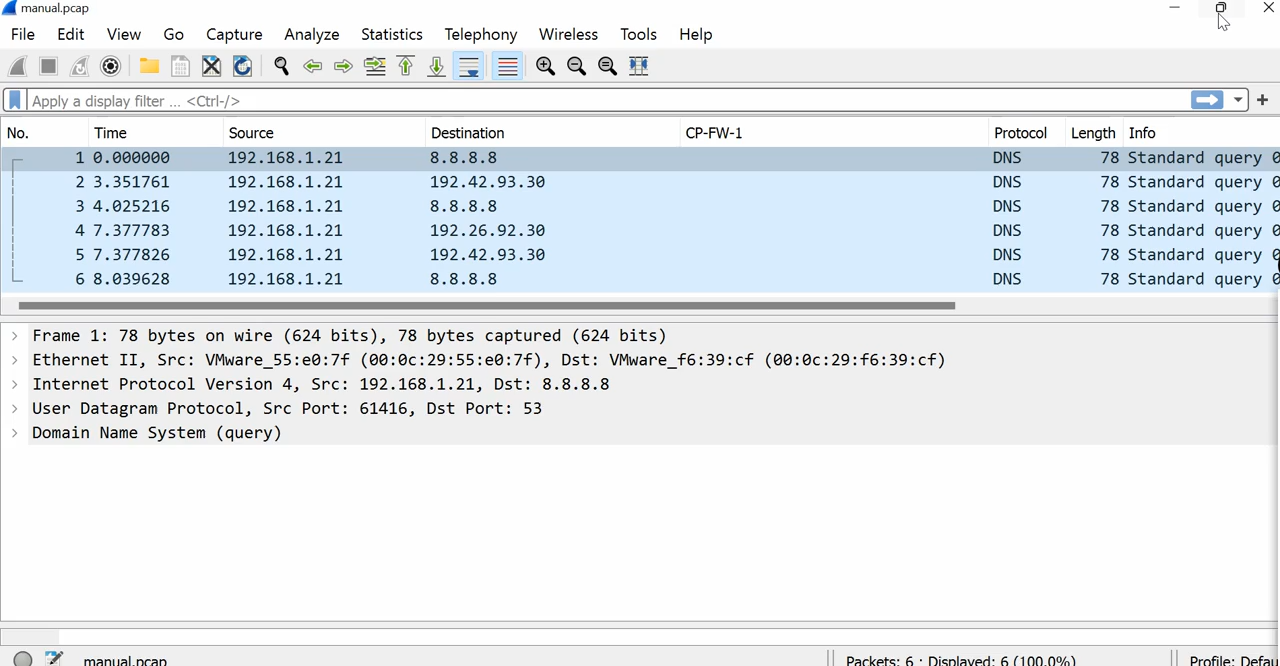 manual.pcap
File Edit View Go Capture Analyze Statistics Telephony Wireless Tools Help
Apply a display filter ... <Ctrl-/>
No. Time Source Destination CP-FW-1 Protocol Length Info
1 0.000000 192.168.1.21 8.8.8.8 DNS 78 Standard query 0
2 3.351761 192.168.1.21 192.42.93.30 DNS 78 Standard query 0
3 4.025216 192.168.1.21 8.8.8.8 DNS 78 Standard query 0
4 7.377783 192.168.1.21 192.26.92.30 DNS 78 Standard query 0
5 7.377826 192.168.1.21 192.42.93.30 DNS 78 Standard query 0
6 8.039628 192.168.1.21 8.8.8.8 DNS 78 Standard query 0
Frame 1: 78 bytes on wire (624 bits), 78 bytes captured (624 bits)
Ethernet II, Src: VMware_55:e0:7f (00:0c:29:55:e0:7f), Dst: VMware_f6:39:cf (00:0c:29:f6:39:cf)
Internet Protocol Version 4, Src: 192.168.1.21, Dst: 8.8.8.8
User Datagram Protocol, Src Port: 61416, Dst Port: 53
Domain Name System (query)
manual.pcap Packets: 6 · Displayed: 6 (100.0%) Profile: Defau